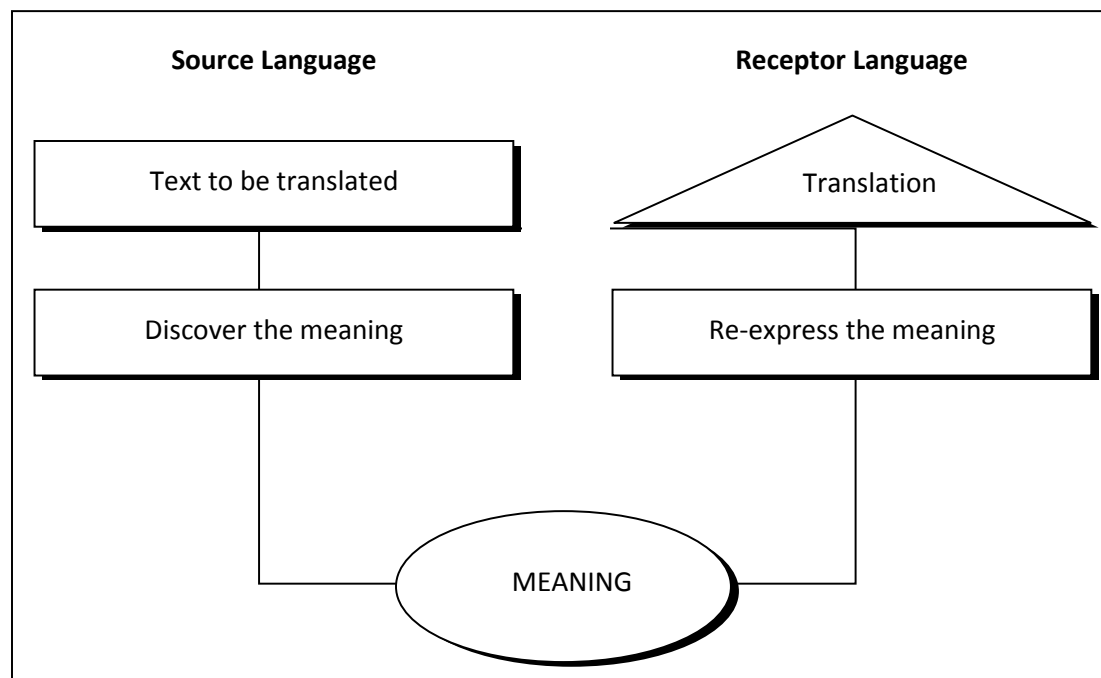 Source Language
Receptor Language
Text to be translated
Translation
Discover the meaning
Re-express the meaning
MEANING